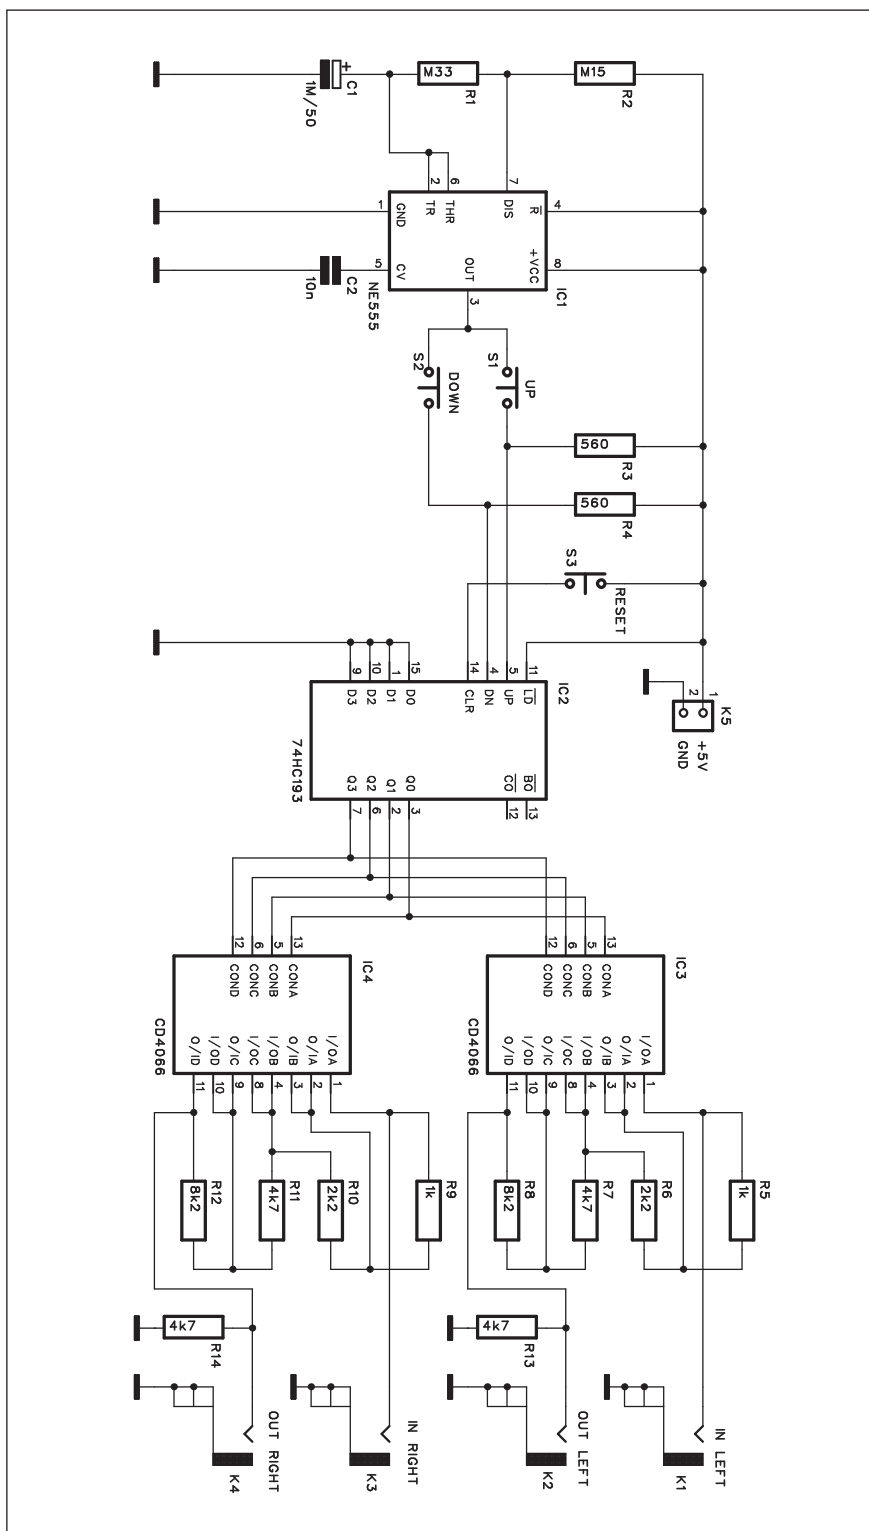 M33
R1
M15
R2
+
C1
1M/50
2
6
7
1
GND
TR
THR
DIS
R
4
5
CV
OUT
+VCC
8
C2
10n
NE555
3
IC1
S2
DOWN
S1
UP
560
R3
560
R4
S3
RESET
9
10
1
15
14
4
5
11
IC2
D3
D2
D1
D0
CLR
DN
UP
LD
74HC193
Q3
Q2
Q1
Q0
CO
BO
7
6
2
3
12
13
1
2
K5
+5V
GND
12
6
5
13
IC4
COND
CONC
CONB
CONA
CD4066
O/ID
I/OD
O/IC
I/OC
I/OB
O/IB
O/IA
I/OA
11
10
9
8
4
3
2
1
12
6
5
13
IC3
COND
CONC
CONB
CONA
CD4066
O/ID
I/OD
O/IC
I/OC
I/OB
O/IB
O/IA
I/OA
11
10
9
8
4
3
2
1
8k2
R12
4k7
R11
2k2
R10
1k
R9
8k2
R8
4k7
R7
2k2
R6
1k
R5
4k7
R14
4k7
R13
OUT RIGHT
K4
IN RIGHT
K3
OUT LEFT
K2
IN LEFT
K1